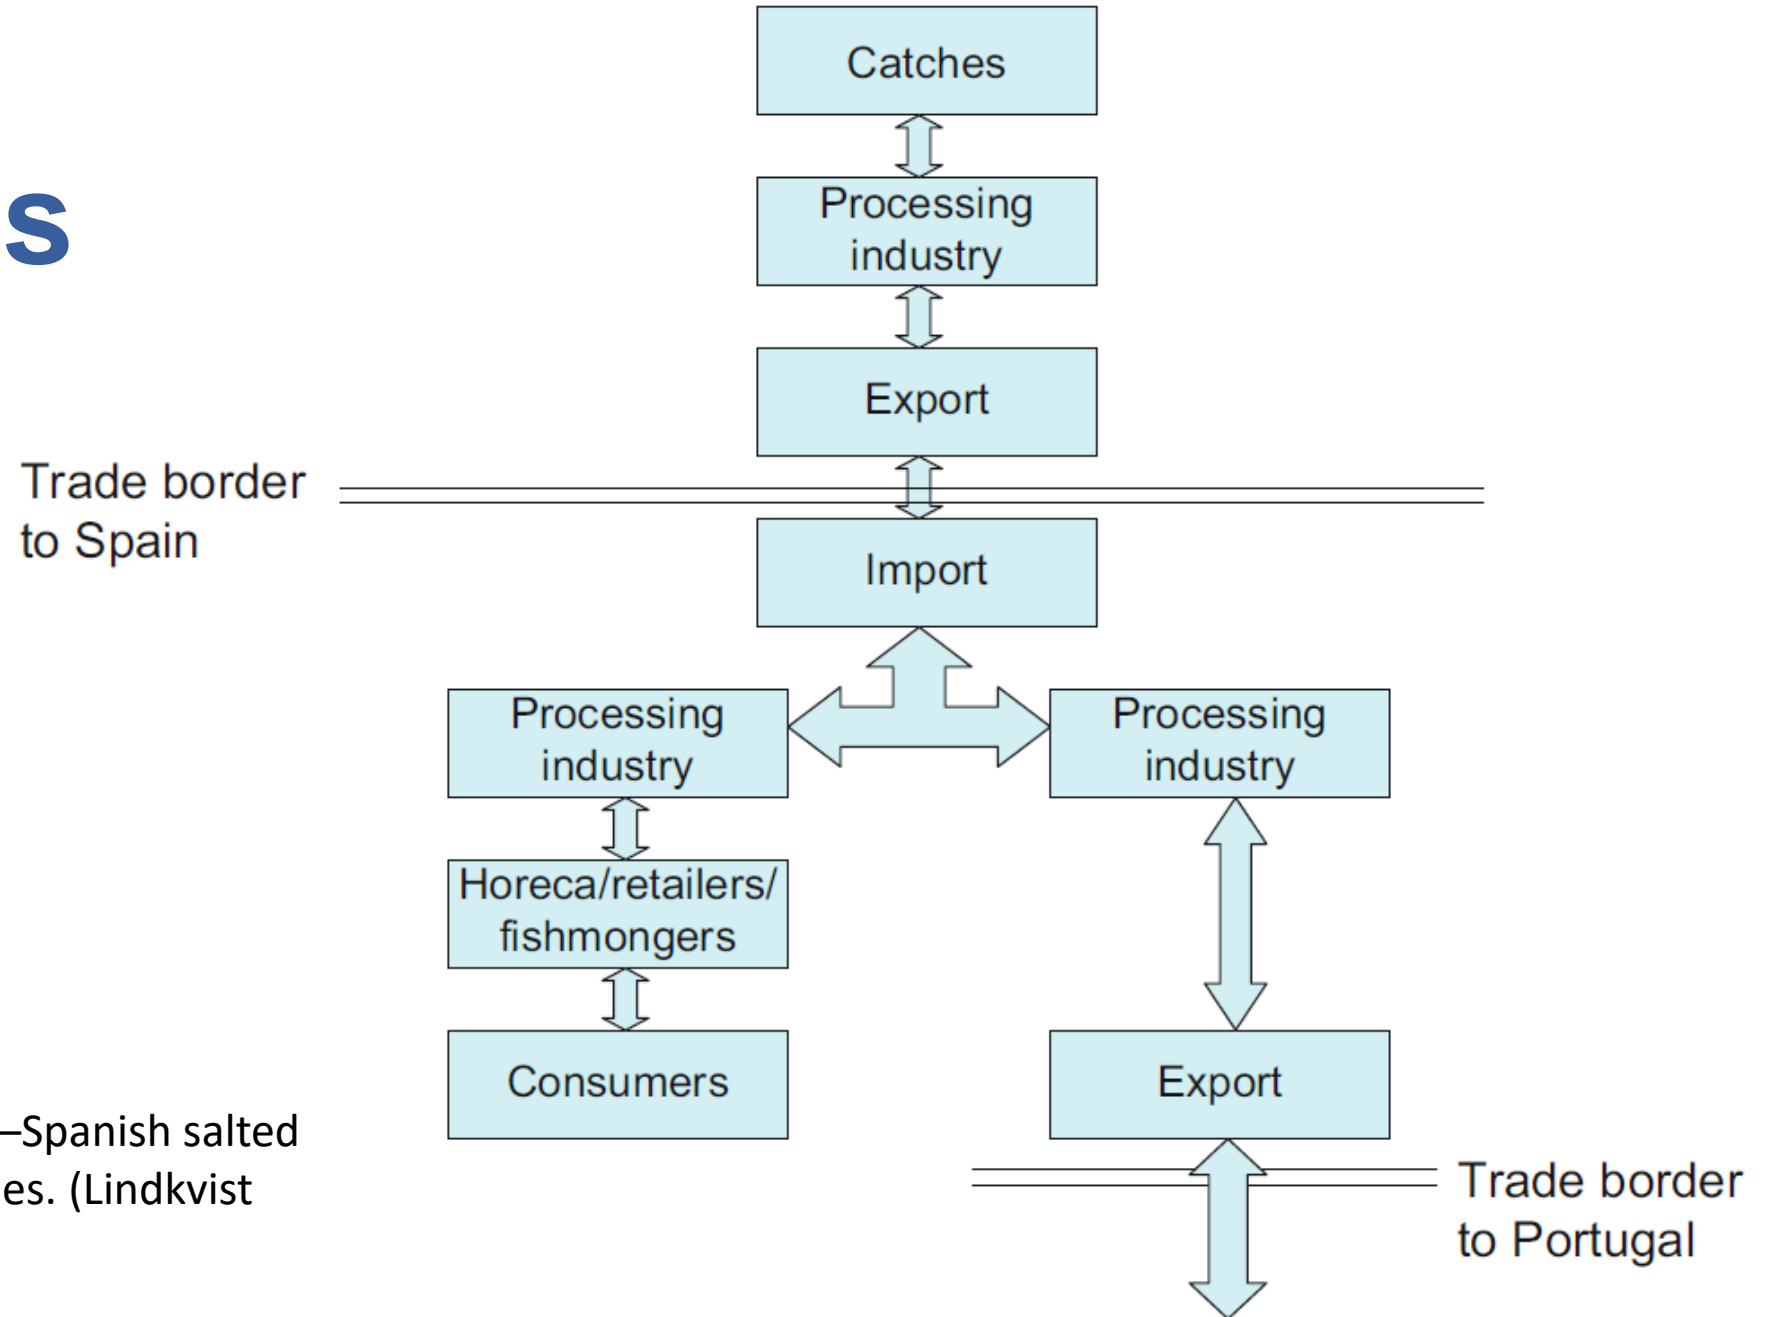 Catches
s
Processing
industry
Export
Trade border
to Spain
Import
Processing
industry
Processing
industry
Horeca/retailers/
fishmongers
Consumers
Export
–Spanish salted
es. (Lindkvist
Trade border
to Portugal